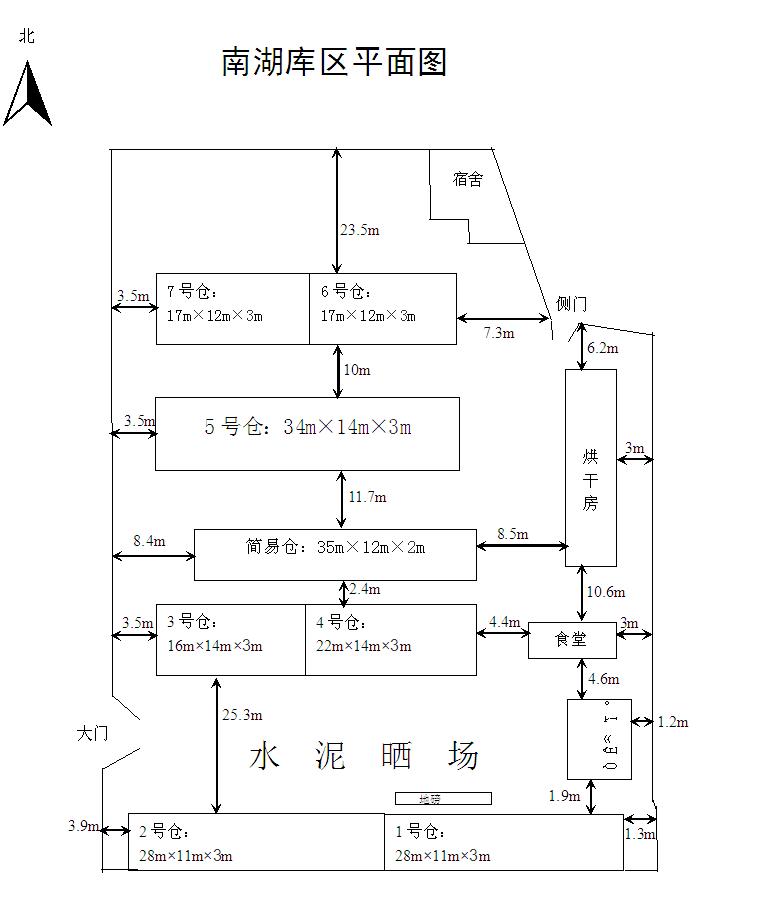 北
南湖库区平面图
宿舍
23.5m
侧门
3.5m
7号仓:
17m×12m×3m
6号仓:
17m×12m×3m
7.3m
6.2m
10m
3.5m
5号仓: 34m×14m×3m
3m
烘干房
11.7m
8.4m
简易仓: 35m×12m×2m
8.5m
2.4m
10.6m
3.5m
3号仓:
16m×14m×3m
4号仓:
22m×14m×3m
4.4m
食堂
3m
4.6m
25.3m
大门
水泥晒场
1.2m
地磅
1.9m
3.9m
2号仓:
28m×11m×3m
1号仓:
28m×11m×3m
1.3m